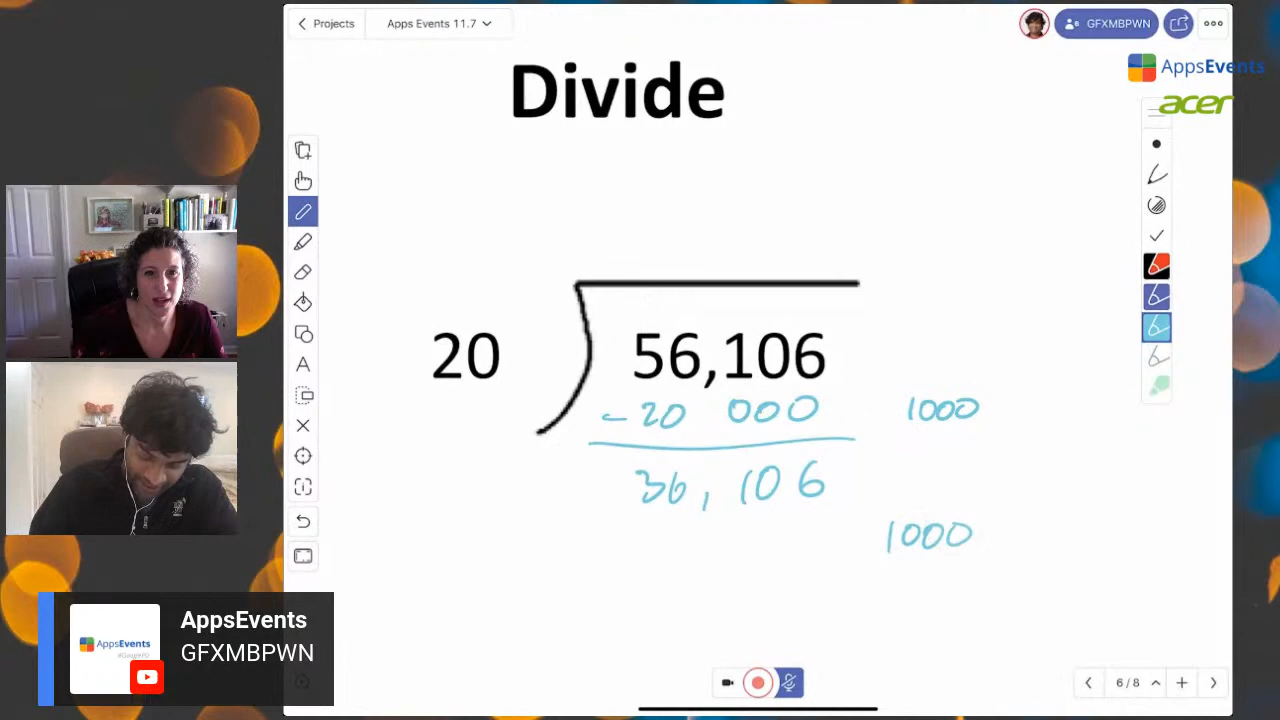 Projects
Apps Events 11.7
GFXMBPWN
AppsEvents
acer
Divide
20
56,106
- 20 000 1000
36,106
1000
AppsEvents
GFXMBPWN
AppsEvents
6/8